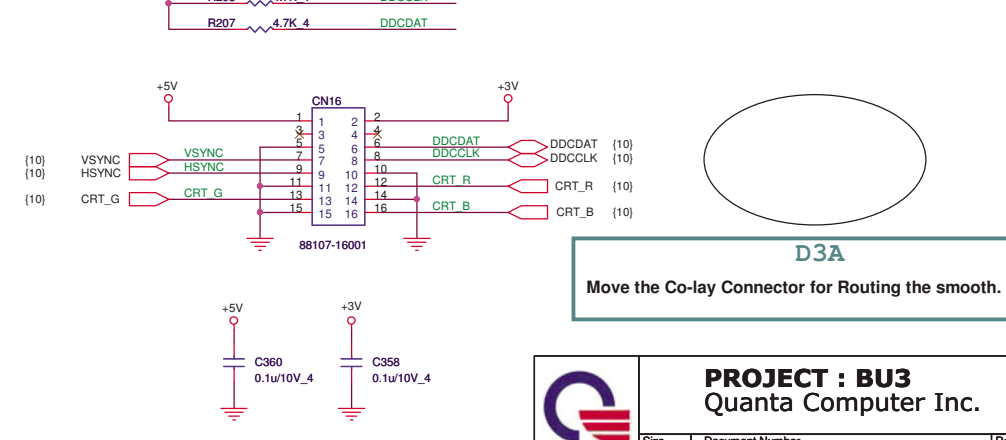 DDCCLK
R207 4.7K_4 DDCDAT
+5V +3V
CN16
1 1 2 2
3 3 4 4
5 5 6 6 DDCDAT DDCDAT {10}
{10} VSYNC VSYNC 7 7 8 8 DDCCLK DDCCLK {10}
{10} HSYNC HSYNC 9 9 10 10
11 11 12 12 CRT_R CRT_R {10}
{10} CRT_G CRT_G 13 13 14 14
15 15 16 16 CRT_B CRT_B {10}
88107-16001
D3A
Move the Co-lay Connector for Routing the smooth.
+5V +3V
C360 C358
0.1u/10V_4 0.1u/10V_4
PROJECT : BU3
Quanta Computer Inc.
Size Document Number